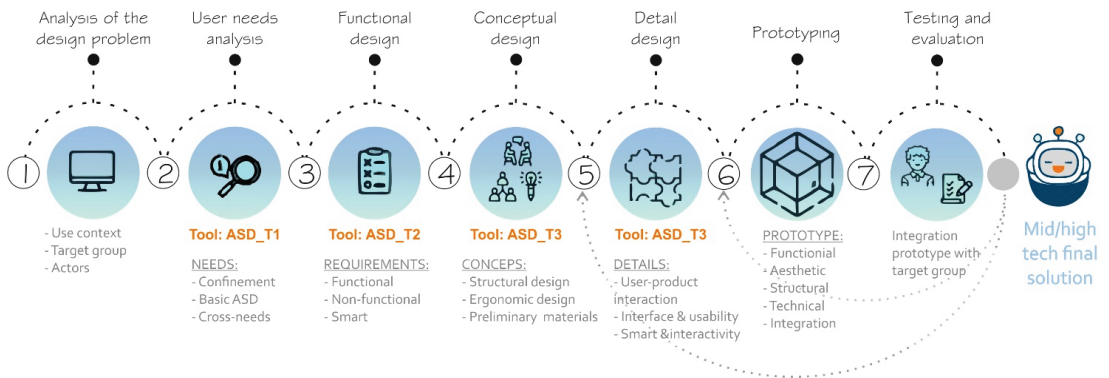 Analysis of the
design problem
User needs
analysis
Functional
design
Conceptual
design
Detail
design
Prototyping
Testing and
evaluation
1
2
3
4
5
6
7
- Use context
- Target group
- Actors
Tool: ASD_T1
NEEDS:
- Confinement
- Basic ASD
- Cross-needs
Tool: ASD_T2
REQUIREMENTS:
- Functional
- Non-functional
- Smart
Tool: ASD_T3
CONCEPS:
- Structural design
- Ergonomic design
- Preliminary materials
Tool: ASD_T3
DETAILS:
- User-product
interaction
- Interface & usability
- Smart &interactivity
PROTOTYPE:
- Functionial
- Aesthetic
- Structural
- Technical
- Integration
Integration
prototype with
target group
Mid/high
tech final
solution